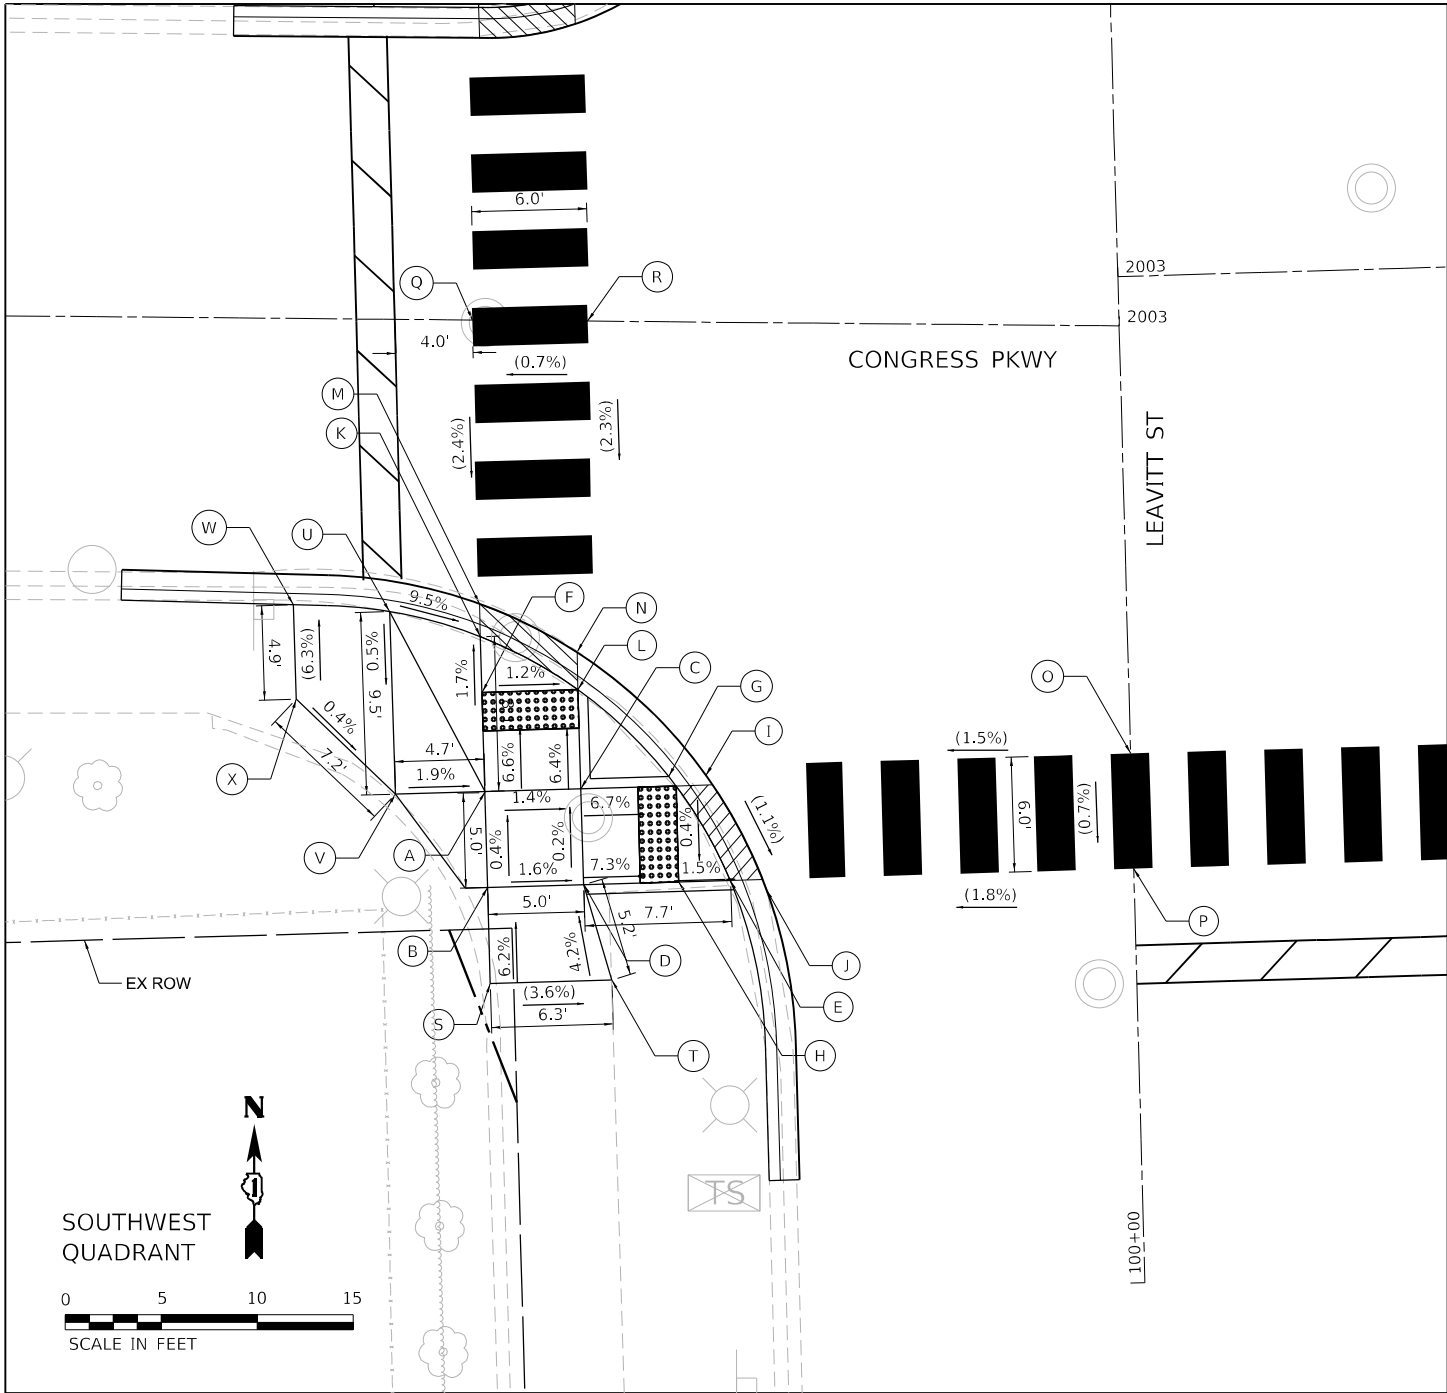 6.0'
Q
R
2003
2003
4.0'
(0.7%)
CONGRESS PKWY
M
K
(2.4%)
(2.3%)
LEAVITT ST
W
U
9.5%
F
N
L
C
G
4.9'
(6.3%)
0.5%
9.5'
1.7%
1.2%
O
I
0.4%
7.2'
X
4.7'
1.9%
6.6%
6.4%
1.4%
6.7%
0.4%
(1.1%)
(1.5%)
6.0'
(0.7%)
(1.8%)
V
A
5.0'
0.4%
0.2%
1.6%
7.3%
1.5%
5.0'
5.2'
7.7'
P
B
6.2%
4.2%
D
J
EX ROW
(3.6%)
6.3'
S
E
T
H
N
1
TS
SOUTHWEST
QUADRANT
100+00
0 5 10 15
SCALE IN FEET